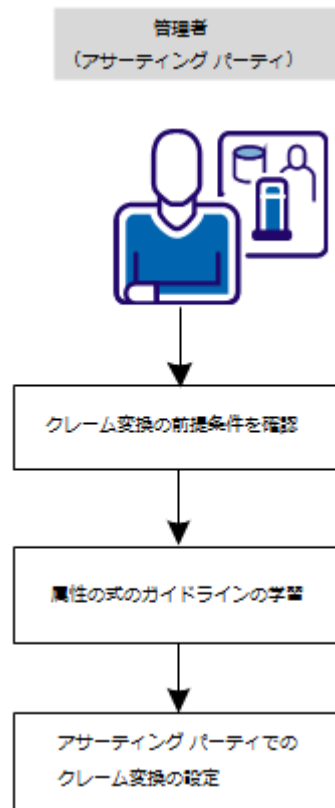 管理者
(アサーティング パーティ)
クレーム変換の前提条件を確認
属性の式のガイドラインの学習
アサーティング パーティでの
クレーム変換の設定